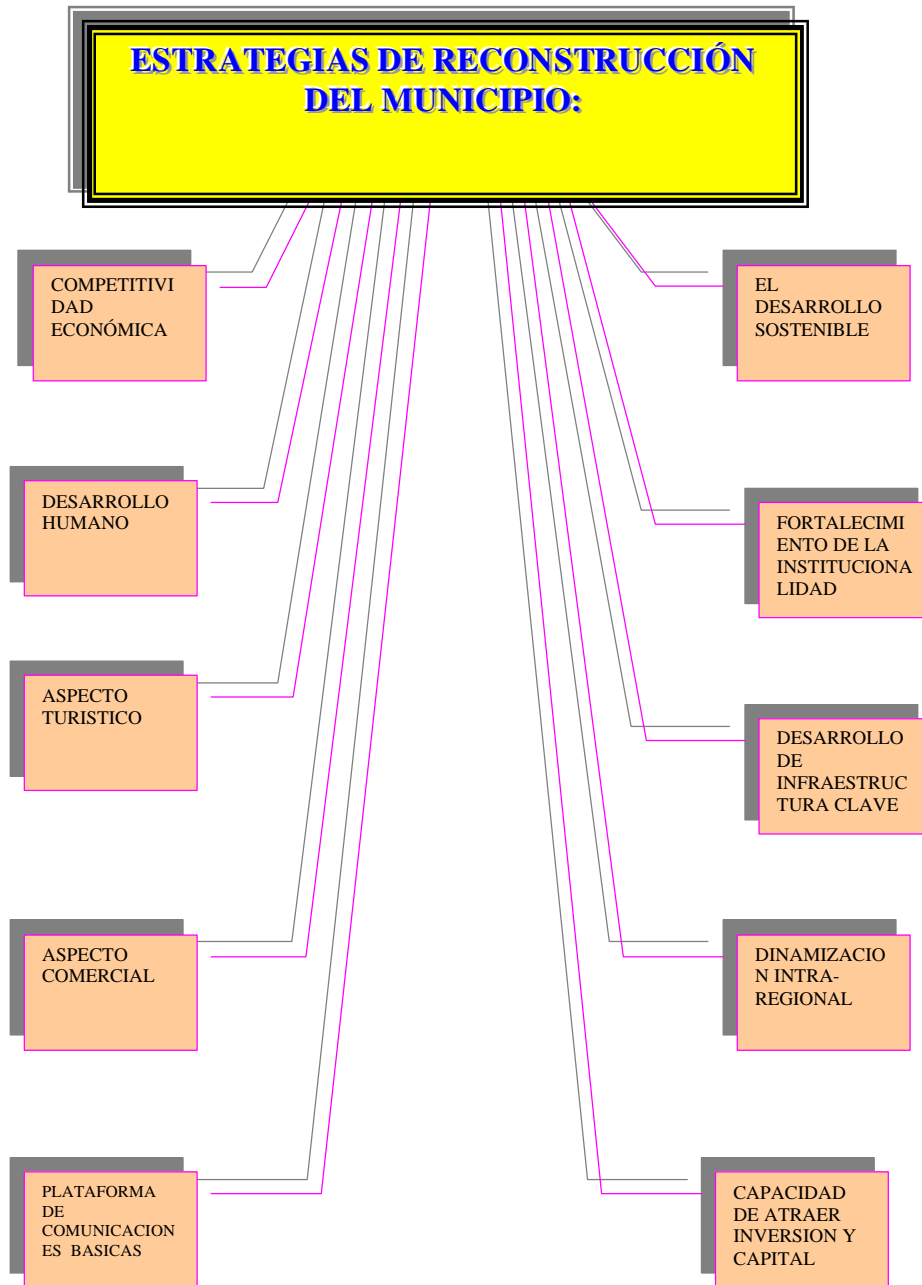 ESTRATEGIAS DE RECONSTRUCCIÓN
DEL MUNICIPIO:
COMPETITIVI
DAD
ECONÓMICA
EL
DESARROLLO
SOSTENIBLE
DESARROLLO
HUMANO
FORTALECIMI
ENTO DE LA
INSTITUCIONA
LIDAD
ASPECTO
TURISTICO
DESARROLLO
DE
INFRAESTRUC
TURA CLAVE
ASPECTO
COMERCIAL
DINAMIZACIO
N INTRA-
REGIONAL
PLATAFORMA
DE
COMUNICACION
ES BASICAS
CAPACIDAD
DE ATRAER
INVERSION Y
CAPITAL